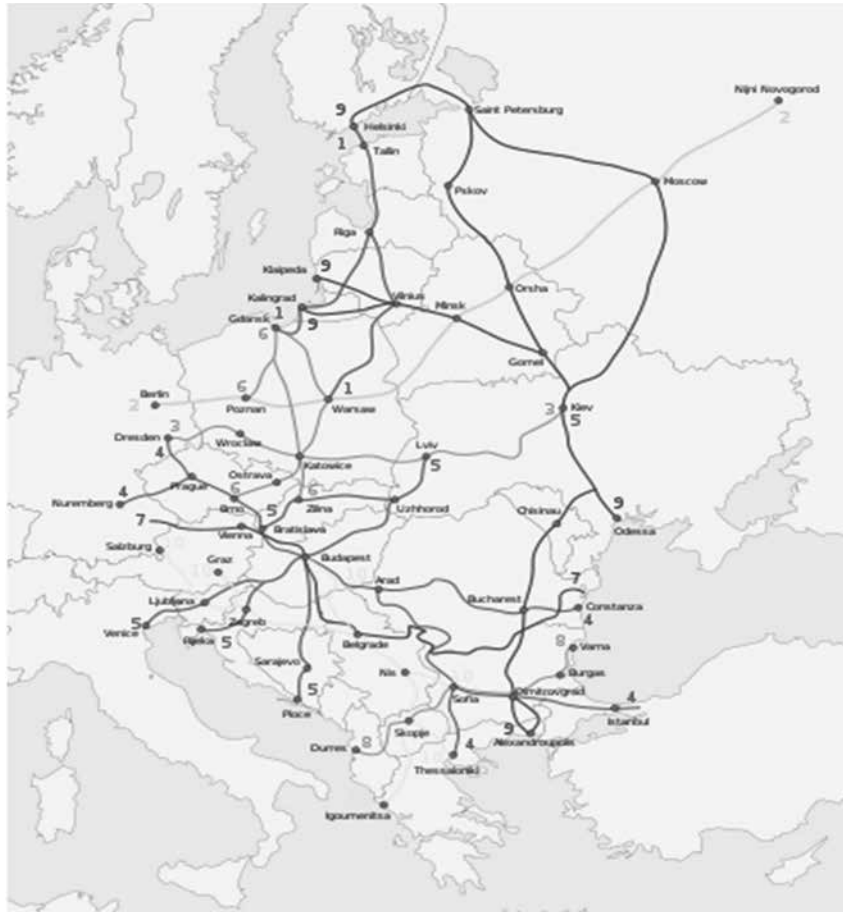 Nijni Novogorod
2
9
Saint Petersburg
Helsinki
1
Tallin
Pskov
Moscow
Riga
Klaipeda
9
Kalingrad
Vilnius
Minsk
Orsha
Gdansk
1
9
6
Gomel
Berlin
2
6
Poznan
1
Warsaw
3
Kiev
5
Dresden
3
4
Wroclaw
Lviv
5
Katowice
Ostrava
Prague
6
Nuremberg
4
Brno
5
6
Zilina
Uzhhorod
7
Vienna
Bratislava
Chisinau
9
Odessa
Salzburg
Graz
Budapest
10
Arad
7
Ljubljana
Bucharest
Constanza
4
Venice
5
Zagreb
Rijeka
5
Belgrade
8
Varna
Sarajevo
Nis
Burgas
5
Sofia
Dimitrovgrad
4
Istanbul
Ploce
Skopje
9
Alexandroupolis
Durres
8
4
Thessaloniki
Igoumenitsa